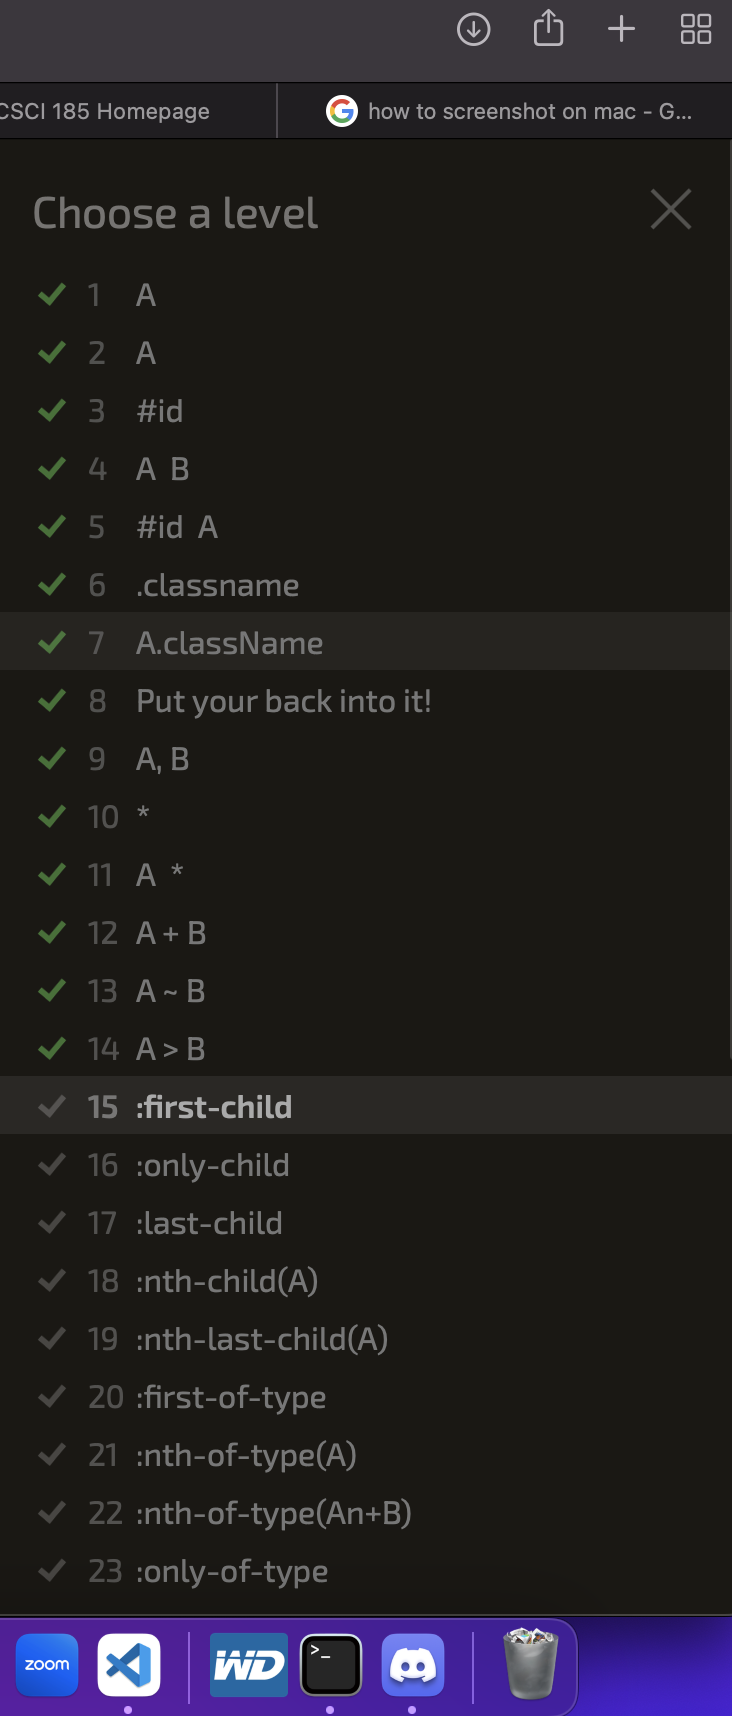 CSCI 185 Homepage
how to screenshot on mac - G...
Choose a level
1 A
2 A
3 #id
4 A B
5 #id A
6 .classname
7 A.className
8 Put your back into it!
9 A, B
10 *
11 A *
12 A + B
13 A ~ B
14 A > B
15 :first-child
16 :only-child
17 :last-child
18 :nth-child(A)
19 :nth-last-child(A)
20 :first-of-type
21 :nth-of-type(A)
22 :nth-of-type(An+B)
23 :only-of-type
zoom WD >_